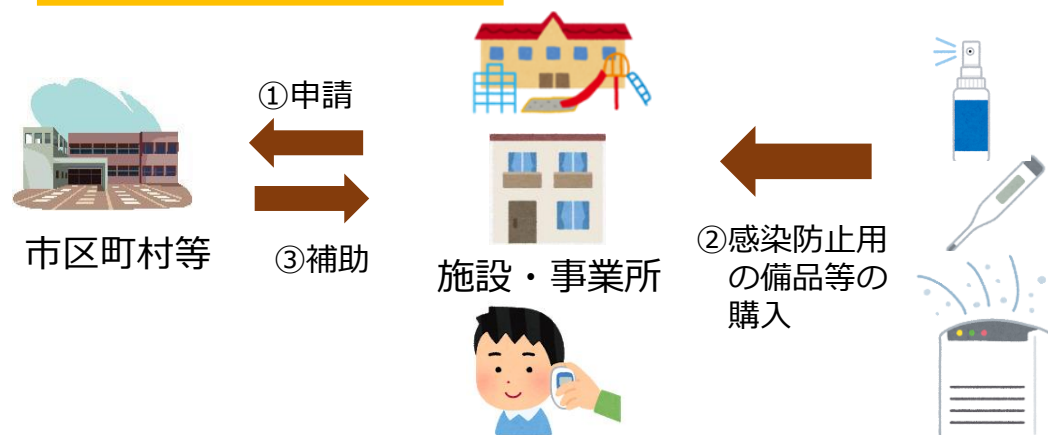 ①申請
市区町村等
③補助
施設・事業所
②感染防止用
の備品等の
購入